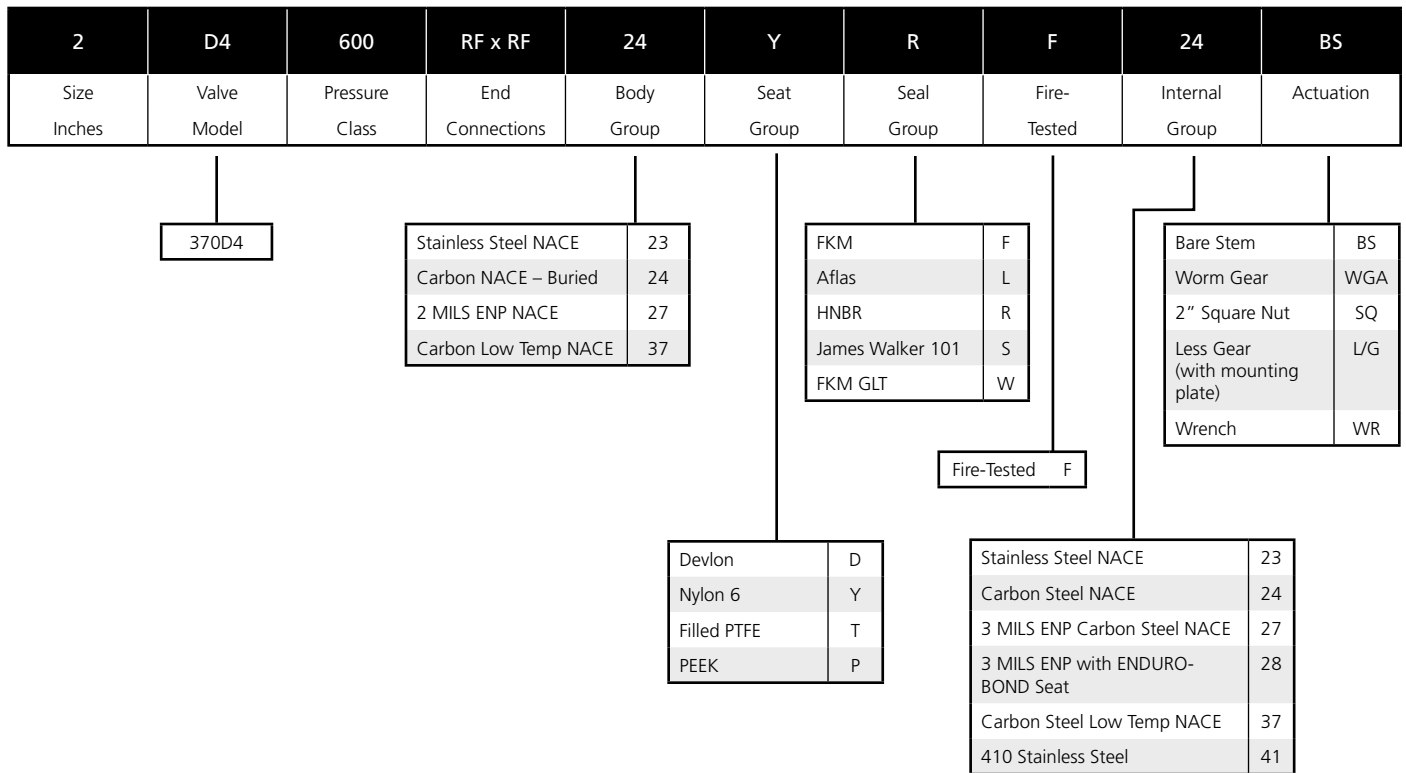 2 D4 600 RF x RF 24 Y R F 24 BS
Size Valve Pressure End Body Seat Seal Fire- Internal Actuation
Inches Model Class Connections Group Group Group Tested Group
370D4
Stainless Steel NACE 23
Carbon NACE – Buried 24
2 MILS ENP NACE 27
Carbon Low Temp NACE 37
FKM F
Aflas L
HNBR R
James Walker 101 S
FKM GLT W
Bare Stem BS
Worm Gear WGA
2” Square Nut SQ
Less Gear L/G
(with mounting
plate)
Wrench WR
Fire-Tested F
Devlon D
Nylon 6 Y
Filled PTFE T
PEEK P
Stainless Steel NACE 23
Carbon Steel NACE 24
3 MILS ENP Carbon Steel NACE 27
3 MILS ENP with ENDURO- 28
BOND Seat
Carbon Steel Low Temp NACE 37
410 Stainless Steel 41